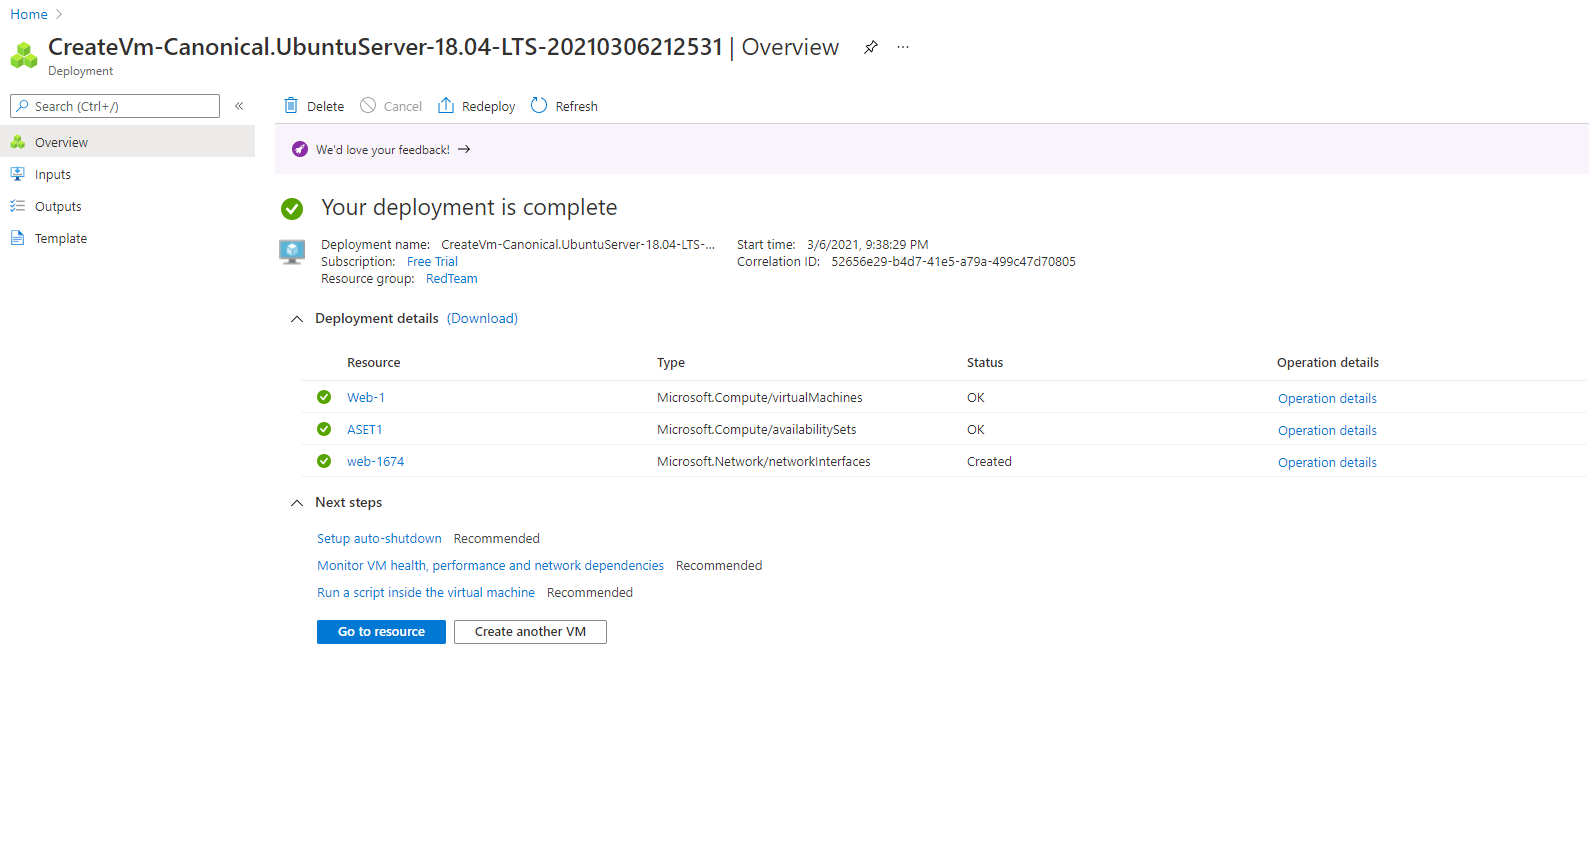 Home
CreateVm-Canonical.UbuntuServer-18.04-LTS-20210306212531 | Overview
Deployment
Search (Ctrl+/)
Overview
Inputs
Outputs
Template
Delete Cancel Redeploy Refresh
We'd love your feedback! →
Your deployment is complete
Deployment name: CreateVm-Canonical.UbuntuServer-18.04-LTS-...
Subscription: Free Trial
Resource group: RedTeam
Start time: 3/6/2021, 9:38:29 PM
Correlation ID: 52656e29-b4d7-41e5-a79a-499c47d70805
Deployment details (Download)
Resource Type Status Operation details
Web-1 Microsoft.Compute/virtualMachines OK Operation details
ASET1 Microsoft.Compute/availabilitySets OK Operation details
web-1674 Microsoft.Network/networkInterfaces Created Operation details
Next steps
Setup auto-shutdown Recommended
Monitor VM health, performance and network dependencies Recommended
Run a script inside the virtual machine Recommended
Go to resource Create another VM